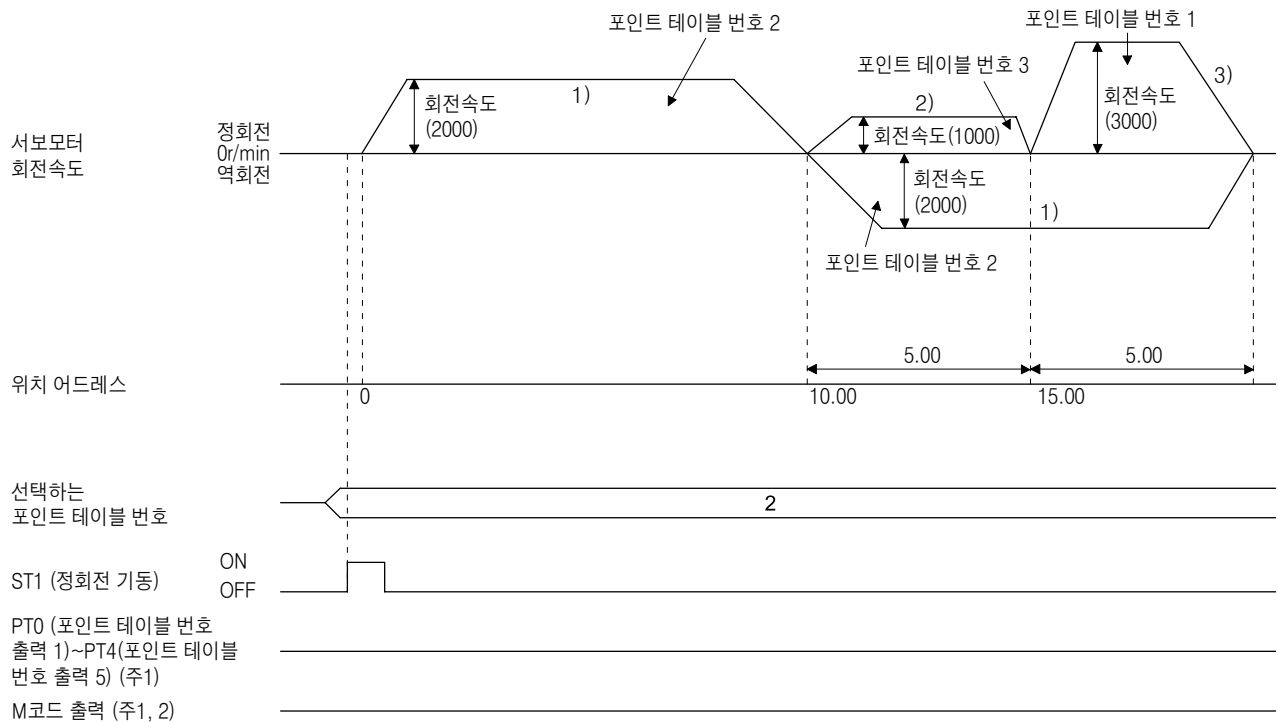 포인트 테이블 번호 2
포인트 테이블 번호 1
포인트 테이블 번호 3
1)
2)
3)
회전속도
(2000)
회전속도(1000)
회전속도
(3000)
서보모터
회전속도
정회전
0r/min
역회전
회전속도
(2000)
1)
포인트 테이블 번호 2
5.00
5.00
위치 어드레스
0
10.00
15.00
선택하는
포인트 테이블 번호
2
ST1 (정회전 기동)
ON
OFF
PT0 (포인트 테이블 번호
출력 1)~PT4(포인트 테이블
번호 출력 5) (주1)
M코드 출력 (주1, 2)